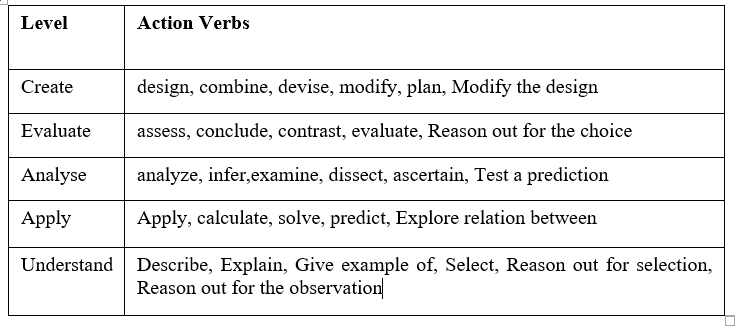 Level Action Verbs
Create design, combine, devise, modify, plan, Modify the design
Evaluate assess, conclude, contrast, evaluate, Reason out for the choice
Analyse analyze, infer,examine, dissect, ascertain, Test a prediction
Apply Apply, calculate, solve, predict, Explore relation between
Understand Describe, Explain, Give example of, Select, Reason out for selection,
Reason out for the observation